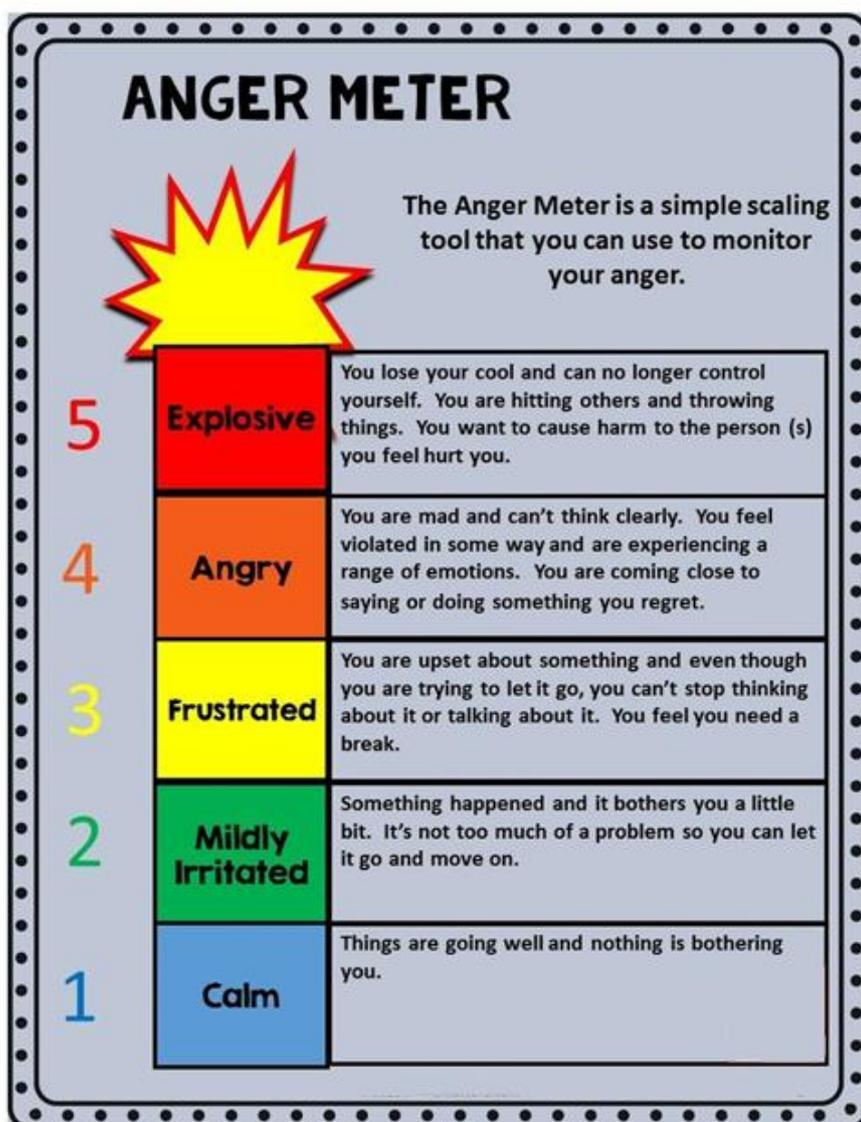 ANGER METER
The Anger Meter is a simple scaling
tool that you can use to monitor
your anger.
5
Explosive
You lose your cool and can no longer control
yourself. You are hitting others and throwing
things. You want to cause harm to the person (s)
you feel hurt you.
4
Angry
You are mad and can't think clearly. You feel
violated in some way and are experiencing a
range of emotions. You are coming close to
saying or doing something you regret.
3
Frustrated
You are upset about something and even though
you are trying to let it go, you can't stop thinking
about it or talking about it. You feel you need a
break.
2
Mildly
Irritated
Something happened and it bothers you a little
bit. It's not too much of a problem so you can let
it go and move on.
1
Calm
Things are going well and nothing is bothering
you.